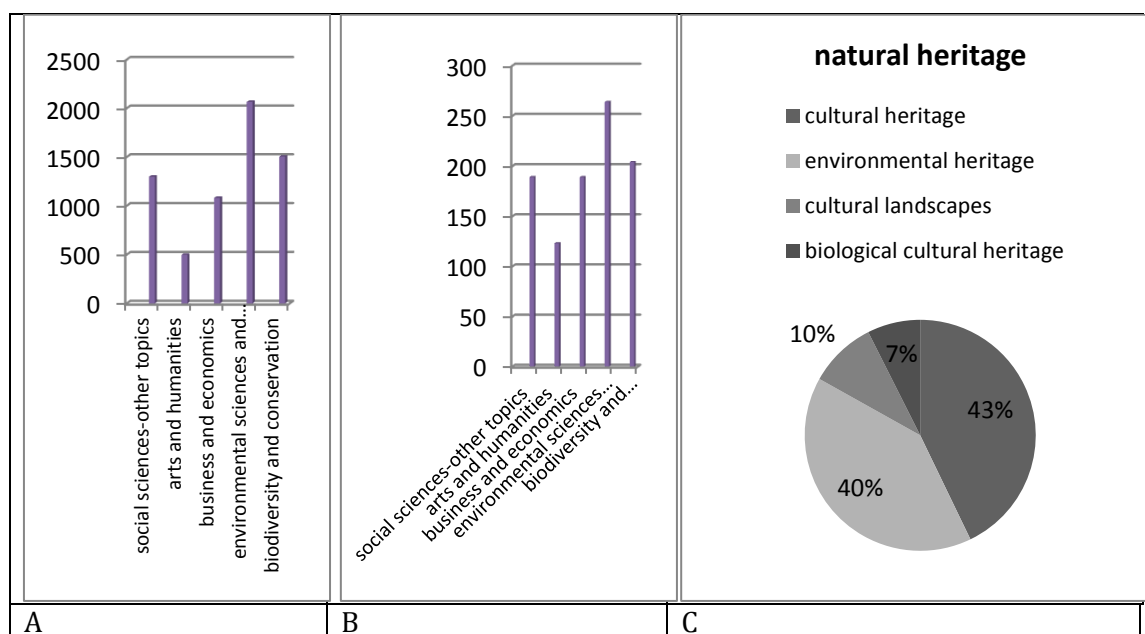 2500
2000
1500
1000
500
0
social sciences-other topics
arts and humanities
business and economics
environmental sciences and...
biodiversity and conservation
A
300
250
200
150
100
50
0
social sciences-other topics
arts and humanities
business and economics
environmental sciences...
biodiversity and...
B
natural heritage
cultural heritage
environmental heritage
cultural landscapes
biological cultural heritage
10%
7%
43%
40%
C